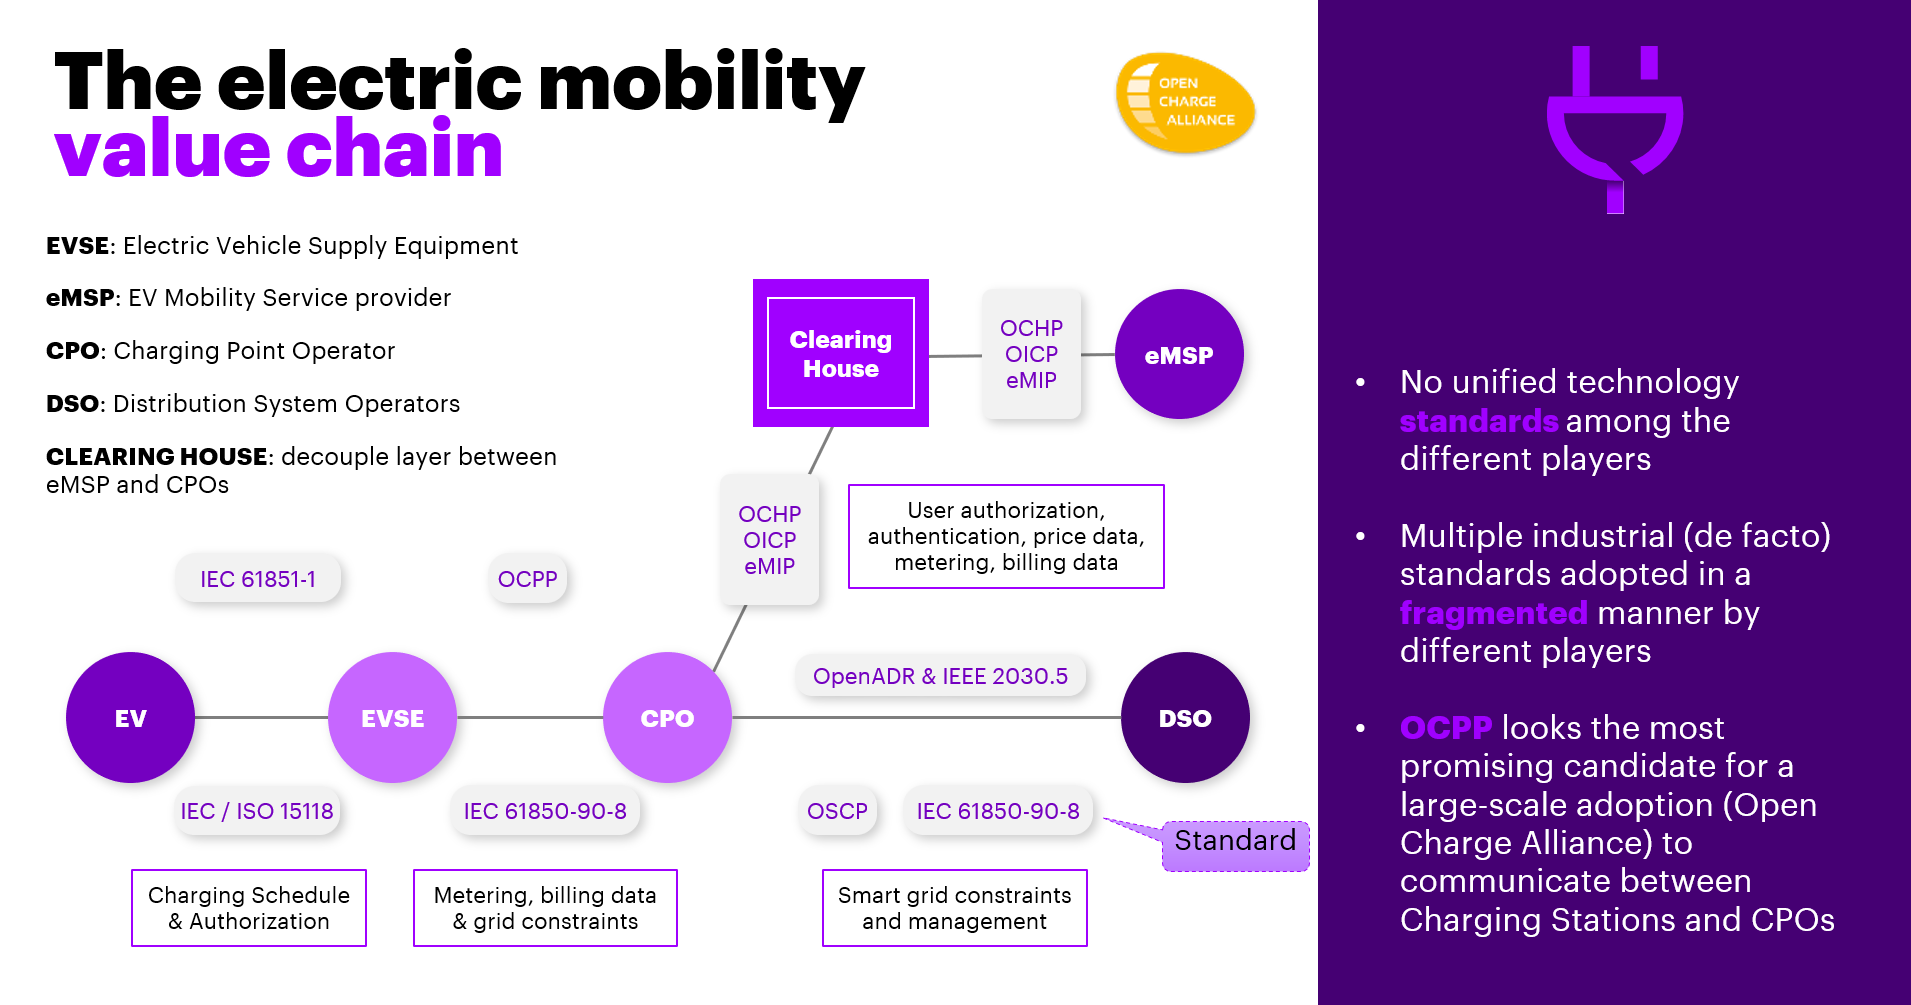 The electric mobility
value chain
OPEN
CHARGE
ALLIANCE
EVSE: Electric Vehicle Supply Equipment
eMSP: EV Mobility Service provider
CPO: Charging Point Operator
DSO: Distribution System Operators
CLEARING HOUSE: decouple layer between
eMSP and CPOs
Clearing
House
OCHP
OICP
eMIP
eMSP
OCHP
OICP
eMIP
User authorization,
authentication, price data,
metering, billing data
IEC 61851-1
OCPP
OpenADR & IEEE 2030.5
EV
EVSE
CPO
DSO
IEC / ISO 15118
IEC 61850-90-8
OSCP
IEC 61850-90-8
Standard
Charging Schedule
& Authorization
Metering, billing data
& grid constraints
Smart grid constraints
and management
• No unified technology
standards among the
different players
• Multiple industrial (de facto)
standards adopted in a
fragmented manner by
different players
• OCPP looks the most
promising candidate for a
large-scale adoption (Open
Charge Alliance) to
communicate between
Charging Stations and CPOs